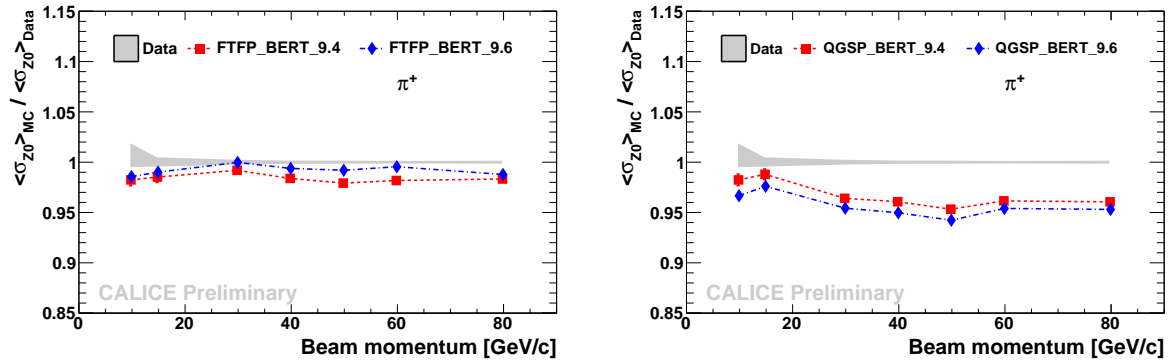 <σZ0>MC / <σZ0>Data
1.15
1.1
1.05
1
0.95
0.9
0.85
Data FTFP_BERT_9.4 FTFP_BERT_9.6
π+
CALICE Preliminary
0 20 40 60 80
Beam momentum [GeV/c]
<σZ0>MC / <σZ0>Data
1.15
1.1
1.05
1
0.95
0.9
0.85
Data QGSP_BERT_9.4 QGSP_BERT_9.6
π+
CALICE Preliminary
0 20 40 60 80
Beam momentum [GeV/c]